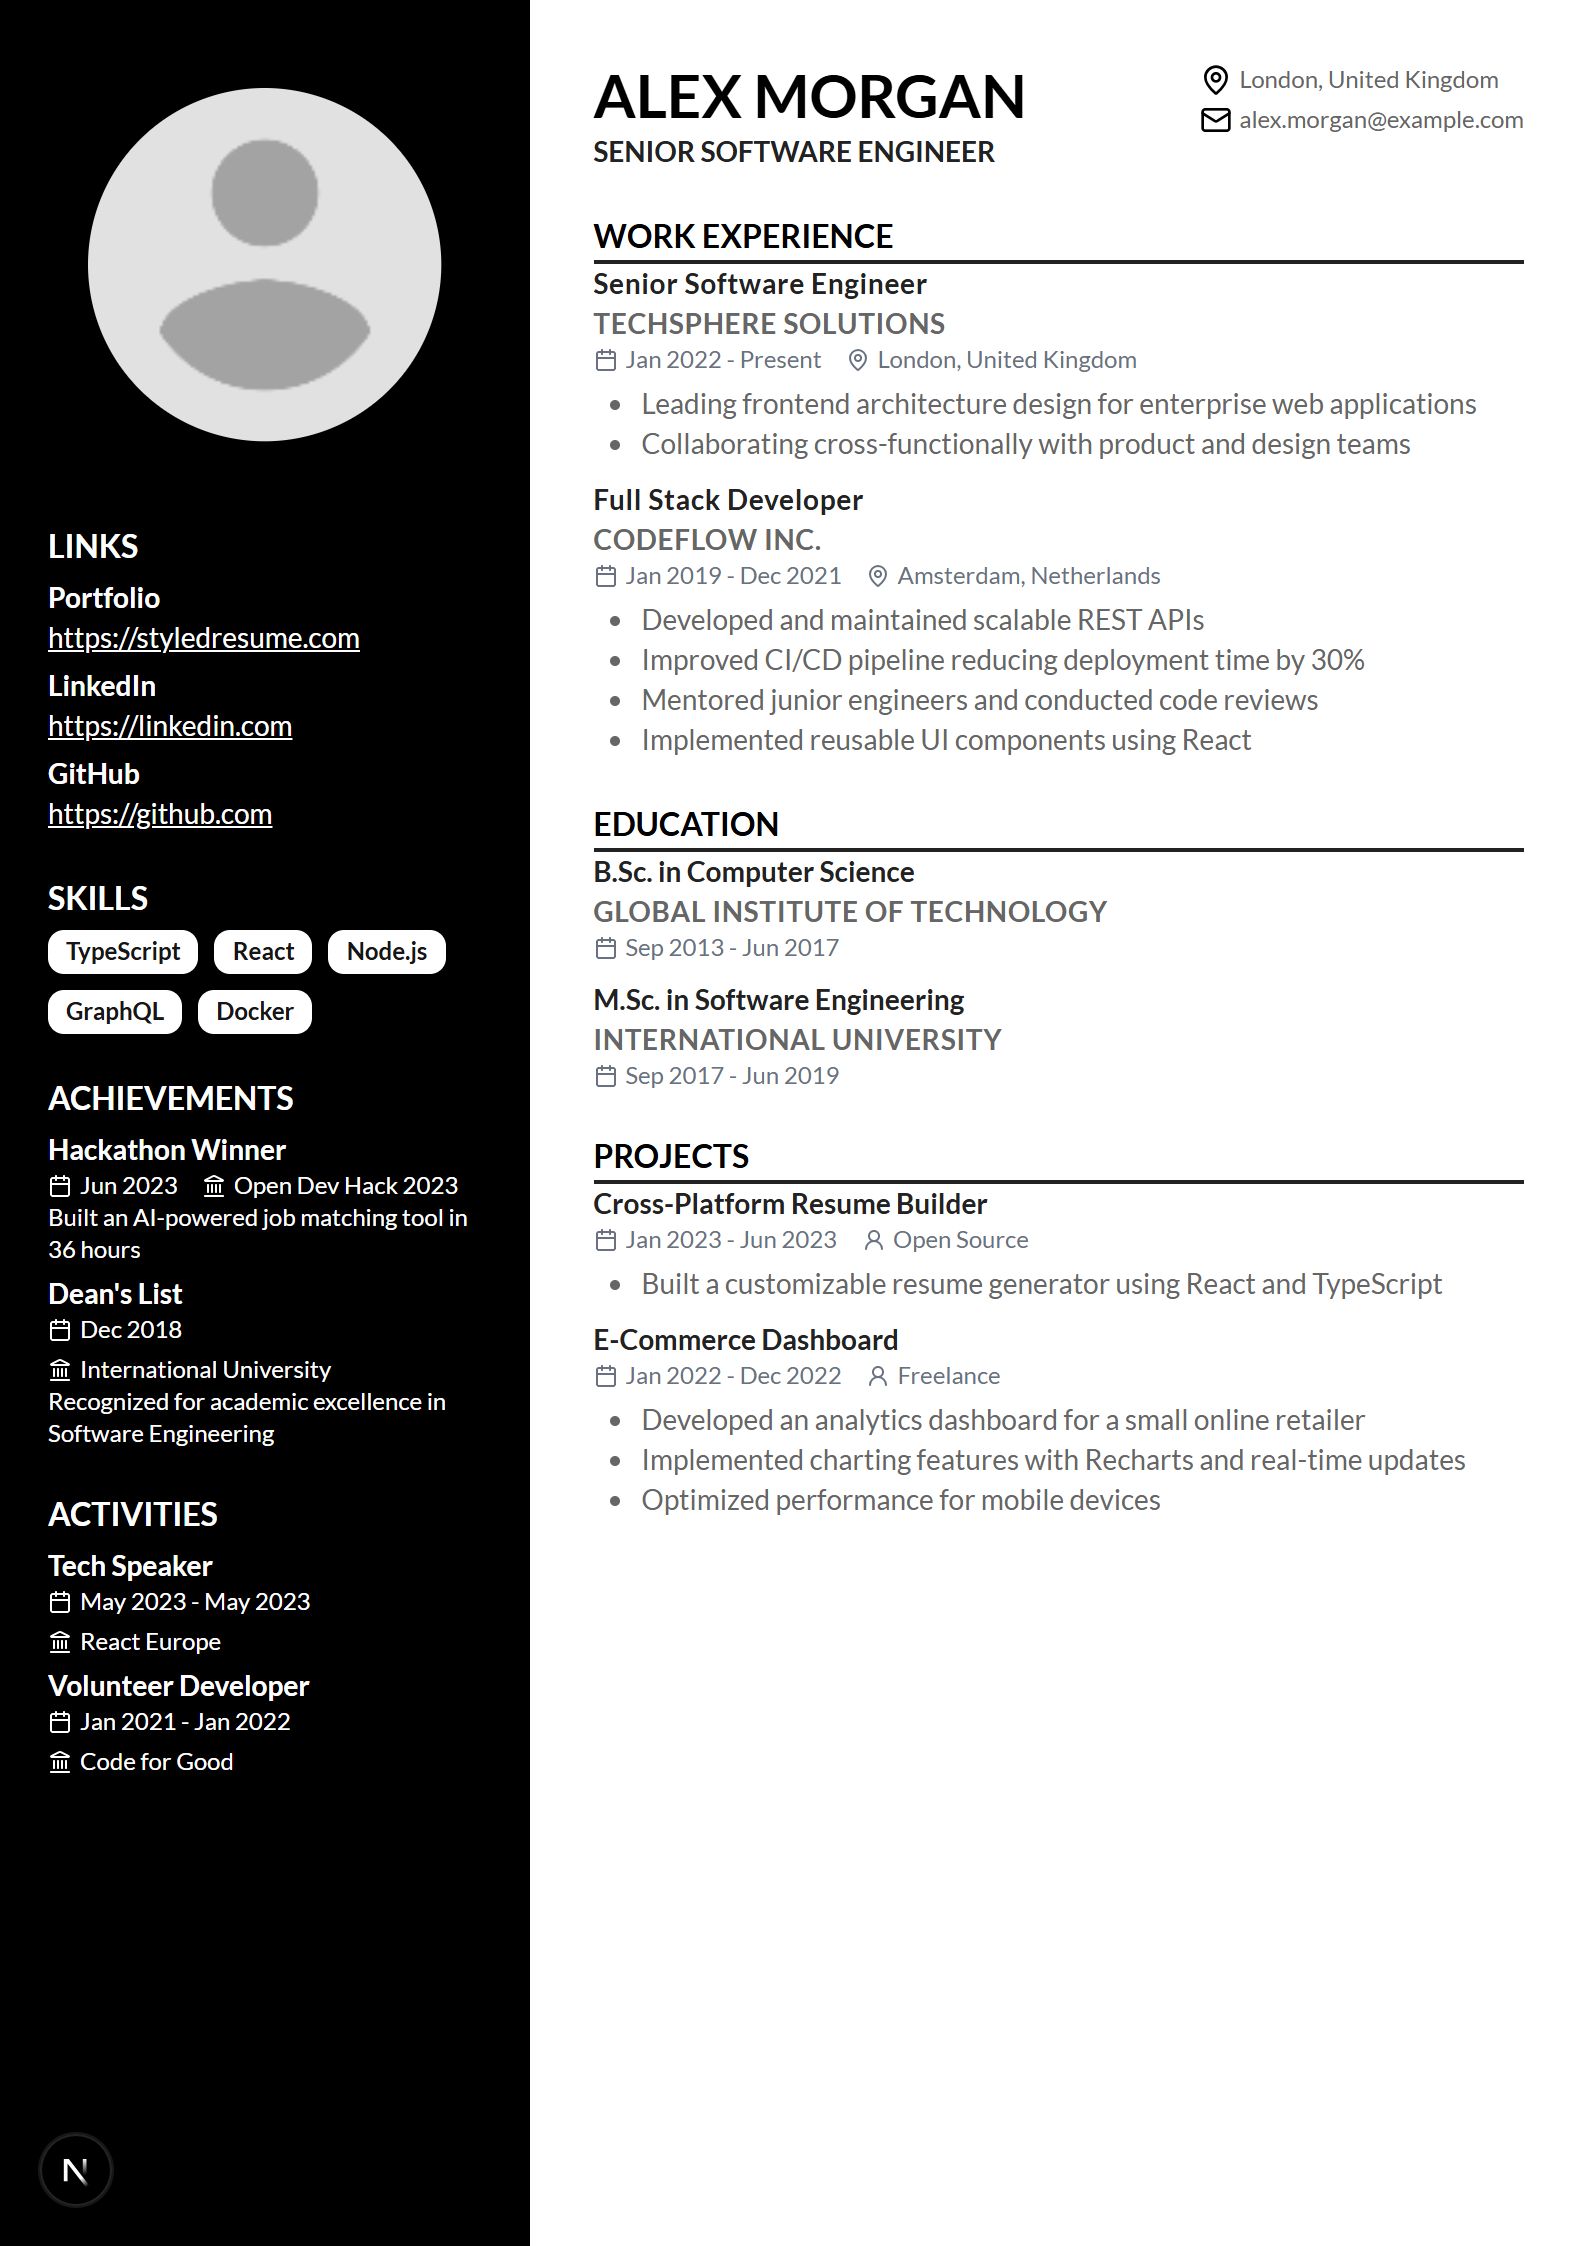 LINKS
Portfolio
https://styledresume.com
LinkedIn
https://linkedin.com
GitHub
https://github.com
SKILLS
TypeScript React Node.js
GraphQL Docker
ACHIEVEMENTS
Hackathon Winner
Jun 2023 Open Dev Hack 2023
Built an AI-powered job matching tool in
36 hours
Dean's List
Dec 2018
International University
Recognized for academic excellence in
Software Engineering
ACTIVITIES
Tech Speaker
May 2023 - May 2023
React Europe
Volunteer Developer
Jan 2021 - Jan 2022
Code for Good
N
ALEX MORGAN
SENIOR SOFTWARE ENGINEER
London, United Kingdom
alex.morgan@example.com
WORK EXPERIENCE
Senior Software Engineer
TECHSPHERE SOLUTIONS
Jan 2022 - Present London, United Kingdom
• Leading frontend architecture design for enterprise web applications
• Collaborating cross-functionally with product and design teams
Full Stack Developer
CODEFLOW INC.
Jan 2019 - Dec 2021 Amsterdam, Netherlands
• Developed and maintained scalable REST APIs
• Improved CI/CD pipeline reducing deployment time by 30%
• Mentored junior engineers and conducted code reviews
• Implemented reusable UI components using React
EDUCATION
B.Sc. in Computer Science
GLOBAL INSTITUTE OF TECHNOLOGY
Sep 2013 - Jun 2017
M.Sc. in Software Engineering
INTERNATIONAL UNIVERSITY
Sep 2017 - Jun 2019
PROJECTS
Cross-Platform Resume Builder
Jan 2023 - Jun 2023 Open Source
• Built a customizable resume generator using React and TypeScript
E-Commerce Dashboard
Jan 2022 - Dec 2022 Freelance
• Developed an analytics dashboard for a small online retailer
• Implemented charting features with Recharts and real-time updates
• Optimized performance for mobile devices